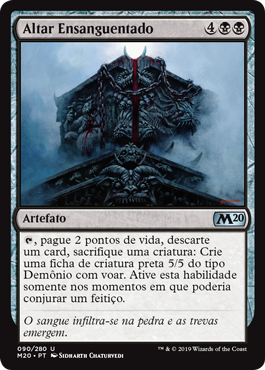 Altar Ensanguentado 4
Artefato M20
, pague 2 pontos de vida, descarte
um card, sacrifique uma criatura: Crie
uma ficha de criatura preta 5/5 do tipo
Demônio com voar. Ative esta habilidade
somente nos momentos em que poderia
conjurar um feitiço.
O sangue infiltra-se na pedra e as trevas
emergem.
090/280 U
M20 • PT Sidharth Chaturvedi
™ & © 2019 Wizards of the Coast